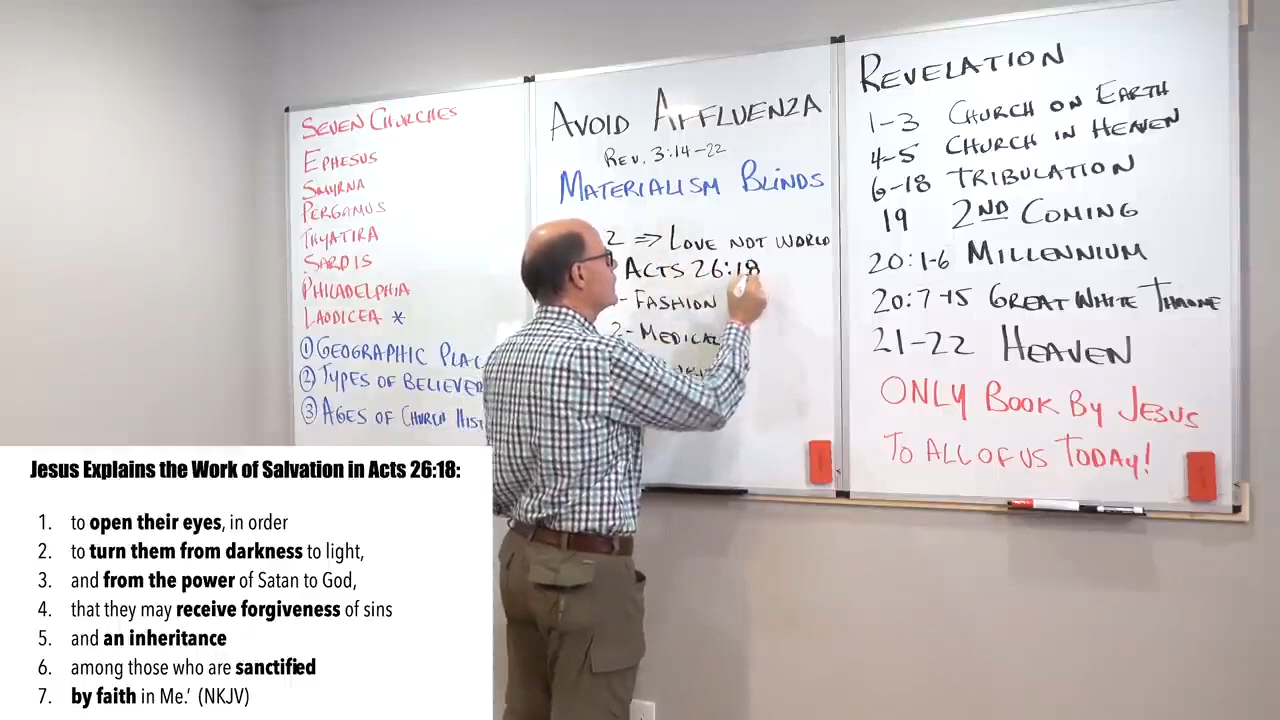 SEVEN CHURCHES
EPHESUS
SMYRNA
PERGAMUS
THYATIRA
SARDIS
PHILADELPHIA
LAODICEA *
① GEOGRAPHIC PLAC
② TYPES OF BELIEVE
③ AGES OF CHURCH HIST
AVOID AFFLUENZA
REV. 3:14-22
MATERIALISM BLINDS
2 => LOVE NOT WORLD
ACTS 26:18
- FASHION
2- MEDICAL
REVELATION
1-3 CHURCH ON EARTH
4-5 CHURCH IN HEAVEN
6-18 TRIBULATION
19 2ND COMING
20:1-6 MILLENNIUM
20:7-15 GREAT WHITE THRONE
21-22 HEAVEN
ONLY BOOK BY JESUS
TO ALL OF US TODAY!
Jesus Explains the Work of Salvation in Acts 26:18:
1. to open their eyes, in order
2. to turn them from darkness to light,
3. and from the power of Satan to God,
4. that they may receive forgiveness of sins
5. and an inheritance
6. among those who are sanctified
7. by faith in Me.' (NKJV)